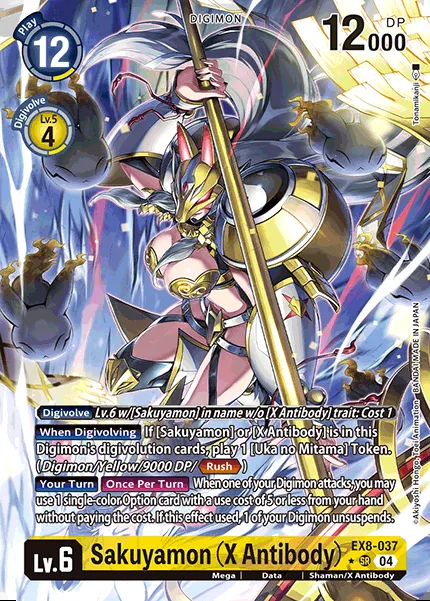 DIGIMON
Play
12
12000
DP
Digivolve
Lv.5
4
Tonamikanji
Digivolve Lv.6 w/[Sakuyamon] in name w/o [X Antibody] trait: Cost 1
When Digivolving If [Sakuyamon] or [X Antibody] is in this
Digimon's digivolution cards, play 1 [Uka no Mitama] Token.
(Digimon/Yellow/9000 DP/ Rush )
Your Turn Once Per Turn When one of your Digimon attacks, you may
use 1 single-color Option card with a use cost of 5 or less from your hand
without paying the cost. If this effect used, 1 of your Digimon unsuspends.
©Akiyoshi Hongo, Toei Animation BANDAI MADE IN JAPAN
Lv.6
Sakuyamon (X Antibody)
EX8-037
SR
04
Mega
Data
Shaman/X Antibody